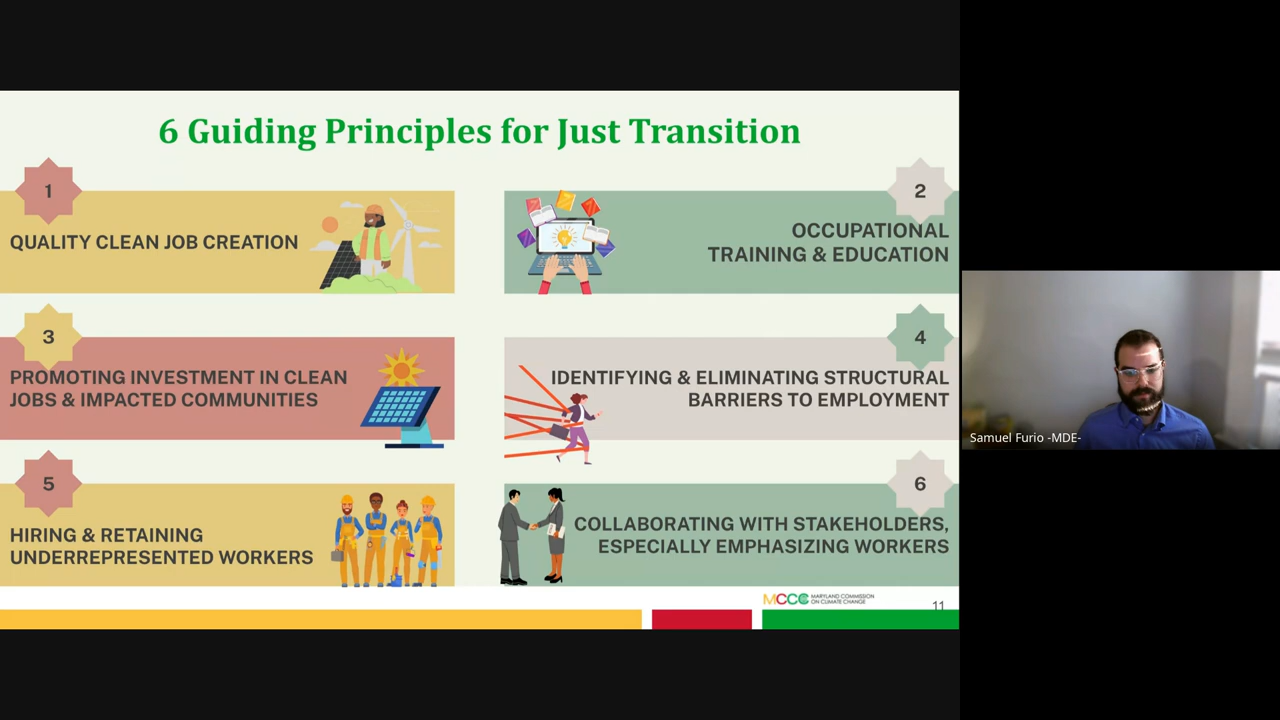 6 Guiding Principles for Just Transition
1
QUALITY CLEAN JOB CREATION
2
OCCUPATIONAL
TRAINING & EDUCATION
3
PROMOTING INVESTMENT IN CLEAN
JOBS & IMPACTED COMMUNITIES
4
IDENTIFYING & ELIMINATING STRUCTURAL
BARRIERS TO EMPLOYMENT
5
HIRING & RETAINING
UNDERREPRESENTED WORKERS
6
COLLABORATING WITH STAKEHOLDERS,
ESPECIALLY EMPHASIZING WORKERS
MCCC MARYLAND COMMISSION
ON CLIMATE CHANGE
11
Samuel Furio -MDE-